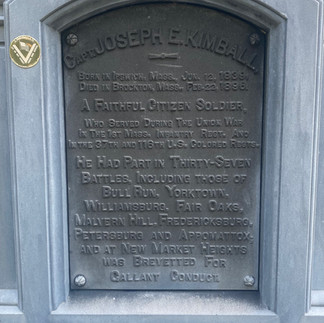 Capt. JOSEPH E. KIMBALL,
Born in Ipswich, Mass.,
Died in Brockton, Mass. Feb. 22,
A Faithful Citizen Soldier,
Who Served During The Union War
In The 1st Mass. Infantry Regt. And
In the 37th and 116th U.S. Colored Regts.
He Had Part in Thirty-Seven
Battles, Including those of
Bull Run, Yorktown,
Williamsburg, Fair Oaks,
Malvern Hill, Fredericksburg,
Petersburg and Appomattox,
and at New Market Heights
was Brevetted For
Gallant Conduct.